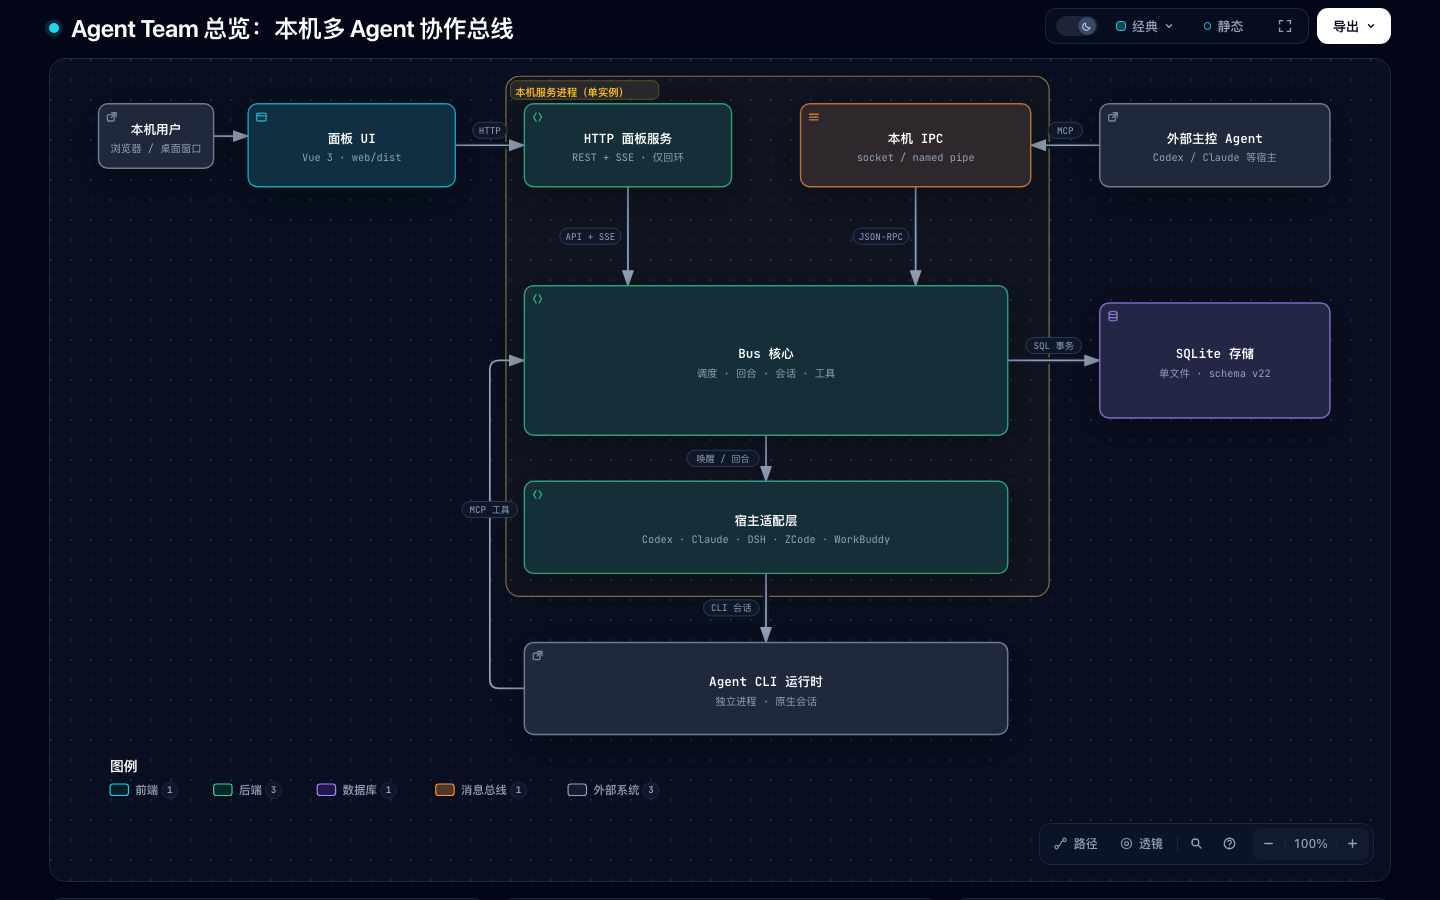 Agent Team 总览：本机多 Agent 协作总线
经典
静态
导出
本机服务进程（单实例）
本机用户
浏览器 / 桌面窗口
面板 UI
Vue 3 · web/dist
HTTP
HTTP 面板服务
REST + SSE · 仅回环
本机 IPC
socket / named pipe
MCP
外部主控 Agent
Codex / Claude 等宿主
API + SSE
JSON-RPC
Bus 核心
调度 · 回合 · 会话 · 工具
SQL 事务
SQLite 存储
单文件 · schema v22
唤醒 / 回合
MCP 工具
宿主适配层
Codex · Claude · DSH · ZCode · WorkBuddy
CLI 会话
Agent CLI 运行时
独立进程 · 原生会话
图例
前端 1
后端 3
数据库 1
消息总线 1
外部系统 3
路径
透镜
100%